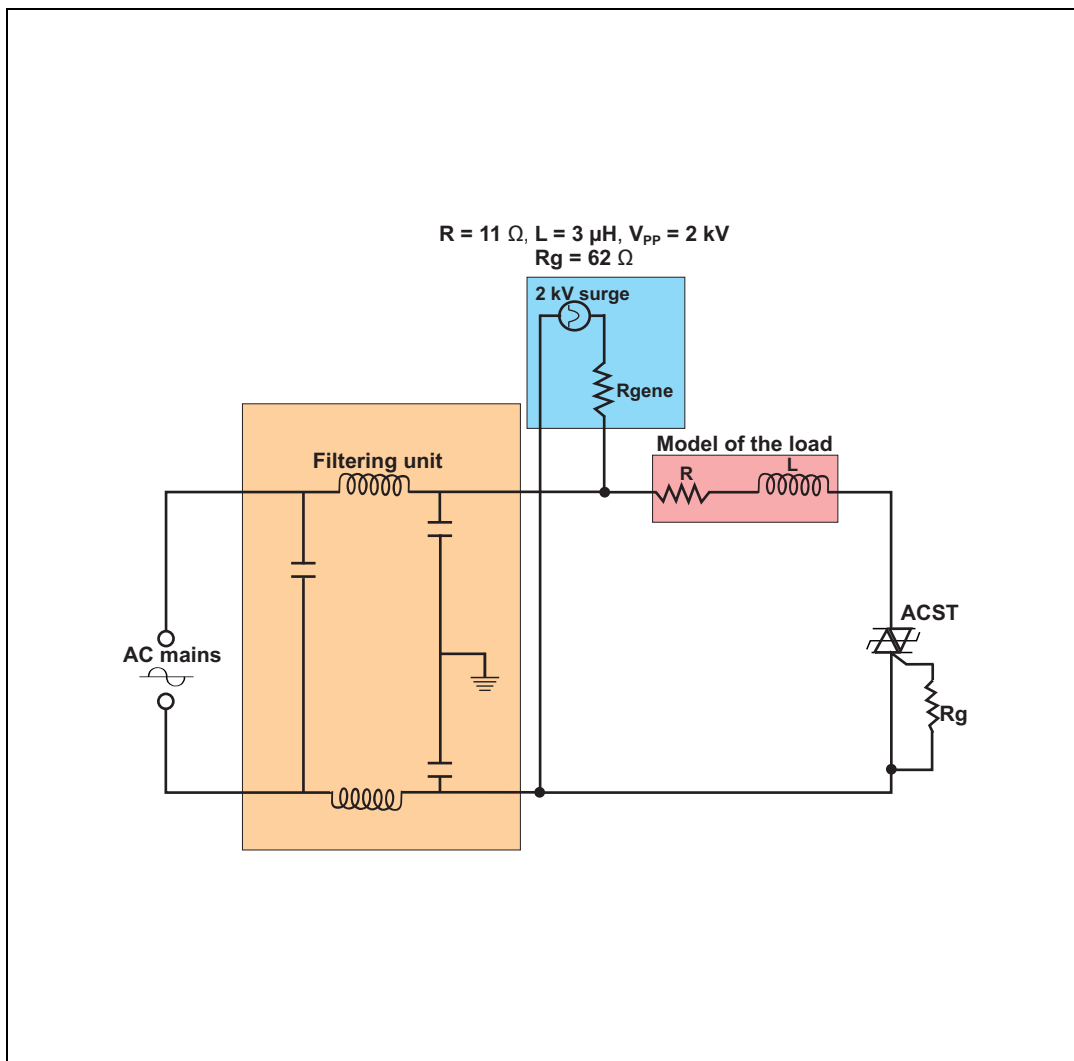 R = 11 Ω, L = 3 µH, VPP = 2 kV
Rg = 62 Ω
2 kV surge
Rgene
Model of the load
Filtering unit
R
L
ACST
AC mains
Rg